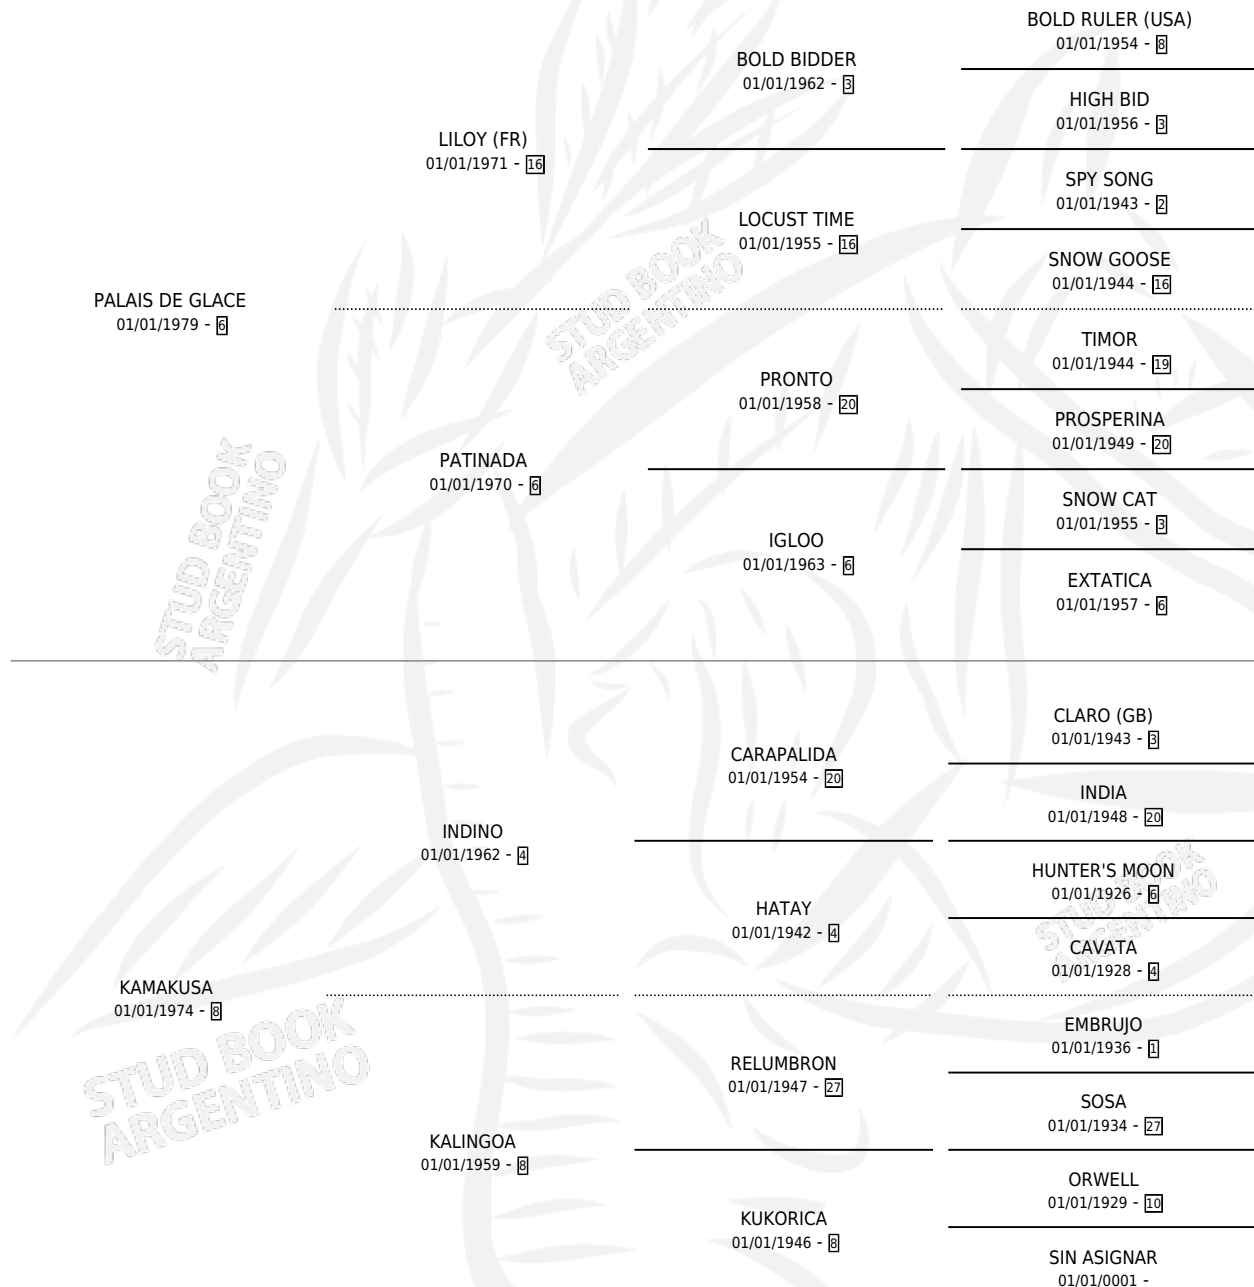 BOLD RULER (USA)
01/01/1954 - 8
BOLD BIDDER
01/01/1962 - 3
HIGH BID
01/01/1956 - 3
LILOY (FR)
01/01/1971 - 16
SPY SONG
01/01/1943 - 2
LOCUST TIME
01/01/1955 - 16
SNOW GOOSE
01/01/1944 - 16
PALAIS DE GLACE
01/01/1979 - 6
TIMOR
01/01/1944 - 19
PRONTO
01/01/1958 - 20
PROSPERINA
01/01/1949 - 20
PATINADA
01/01/1970 - 6
SNOW CAT
01/01/1955 - 3
IGLOO
01/01/1963 - 6
EXTATICA
01/01/1957 - 6
CLARO (GB)
01/01/1943 - 3
CARAPALIDA
01/01/1954 - 20
INDIA
01/01/1948 - 20
INDINO
01/01/1962 - 4
HUNTER'S MOON
01/01/1926 - 6
HATAY
01/01/1942 - 4
CAVATA
01/01/1928 - 4
KAMAKUSA
01/01/1974 - 8
EMBRUJO
01/01/1936 - 1
RELUMBRON
01/01/1947 - 27
SOSA
01/01/1934 - 27
KALINGOA
01/01/1959 - 8
ORWELL
01/01/1929 - 10
KUKORICA
01/01/1946 - 8
SIN ASIGNAR
01/01/0001 -
STUD BOOK
ARGENTINO
STUD BOOK
ARGENTINO
STUD BOOK
ARGENTINO
STUD BOOK
ARGENTINO